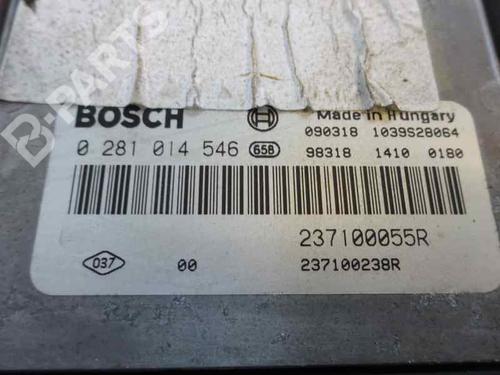 B-PARTS
BOSCH
Made in Hungary
090318 1039S28064
0 281 014 546 658
98318 1410 0180
237100055R
037 00 237100238R